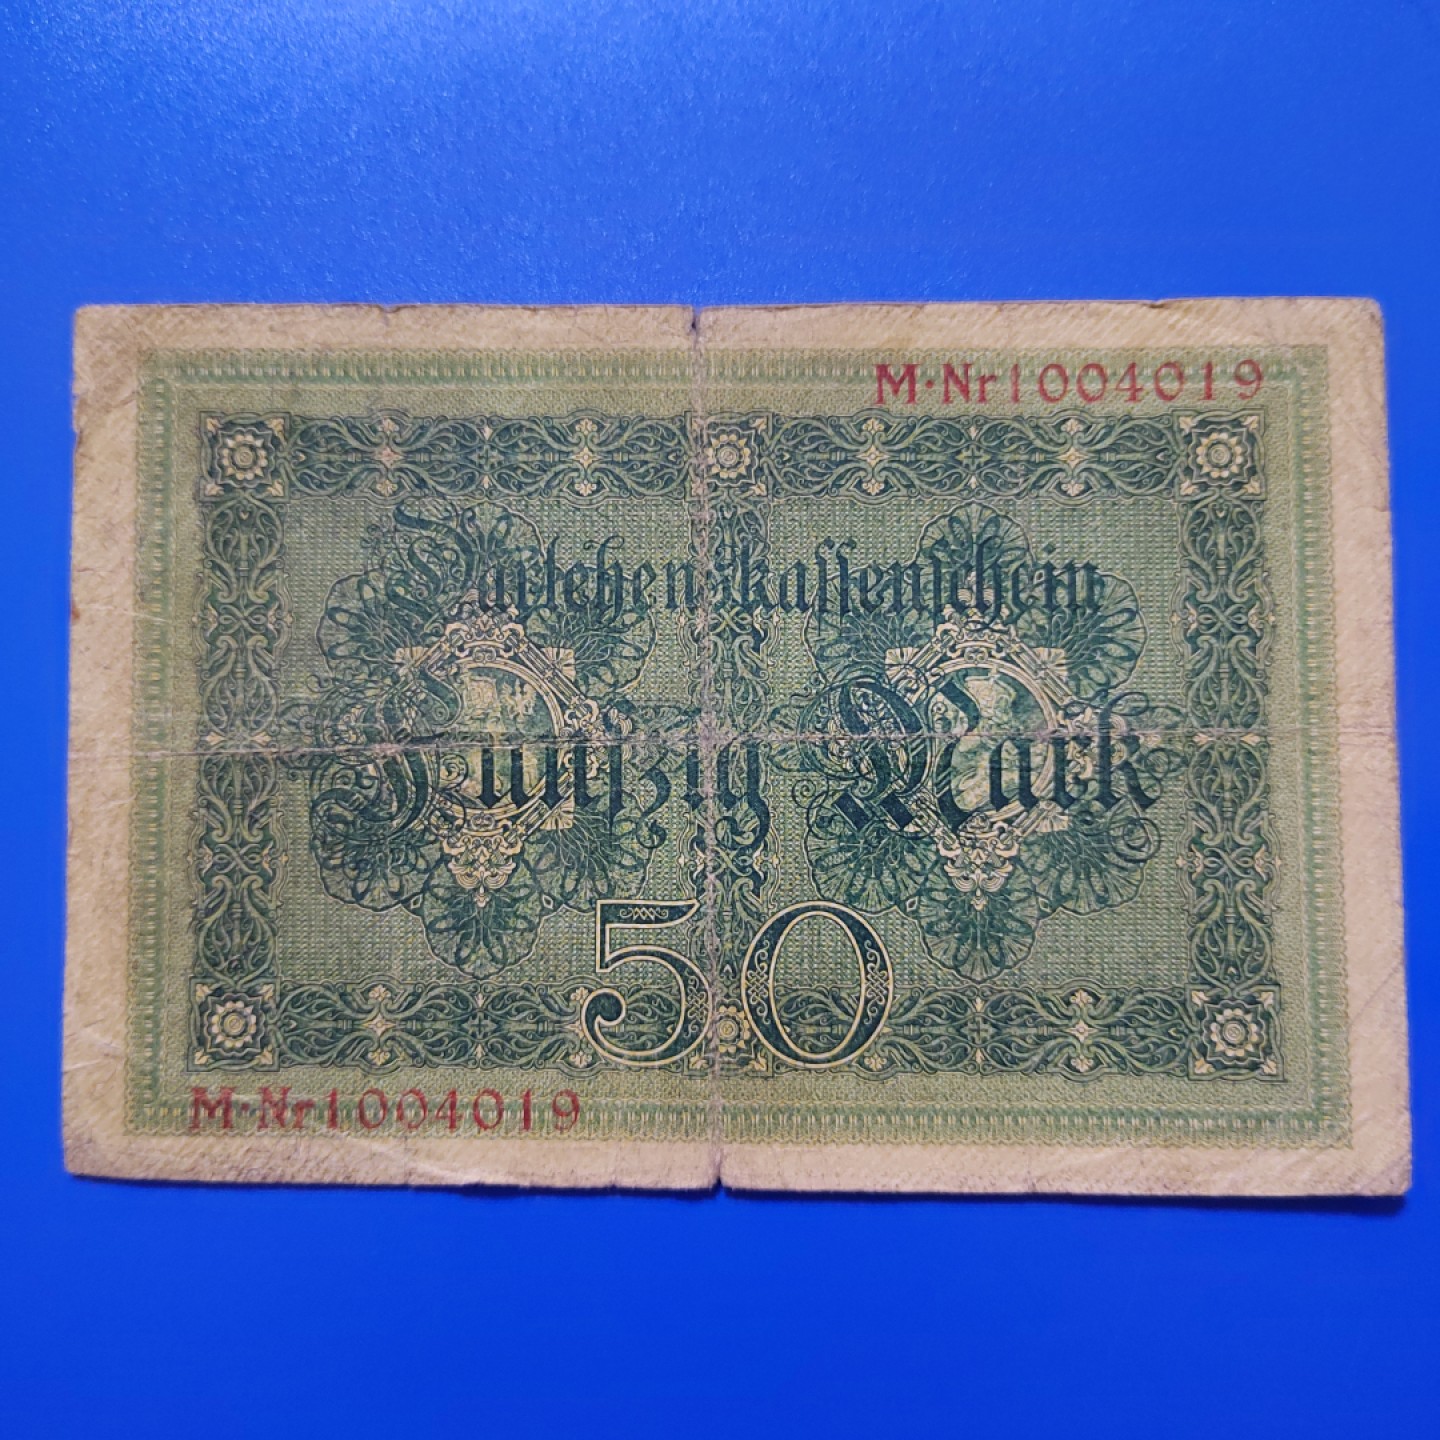 M·Nr1004019
Darlehenskaſſenſchein
Fünfzig Mark
50
M·Nr1004019